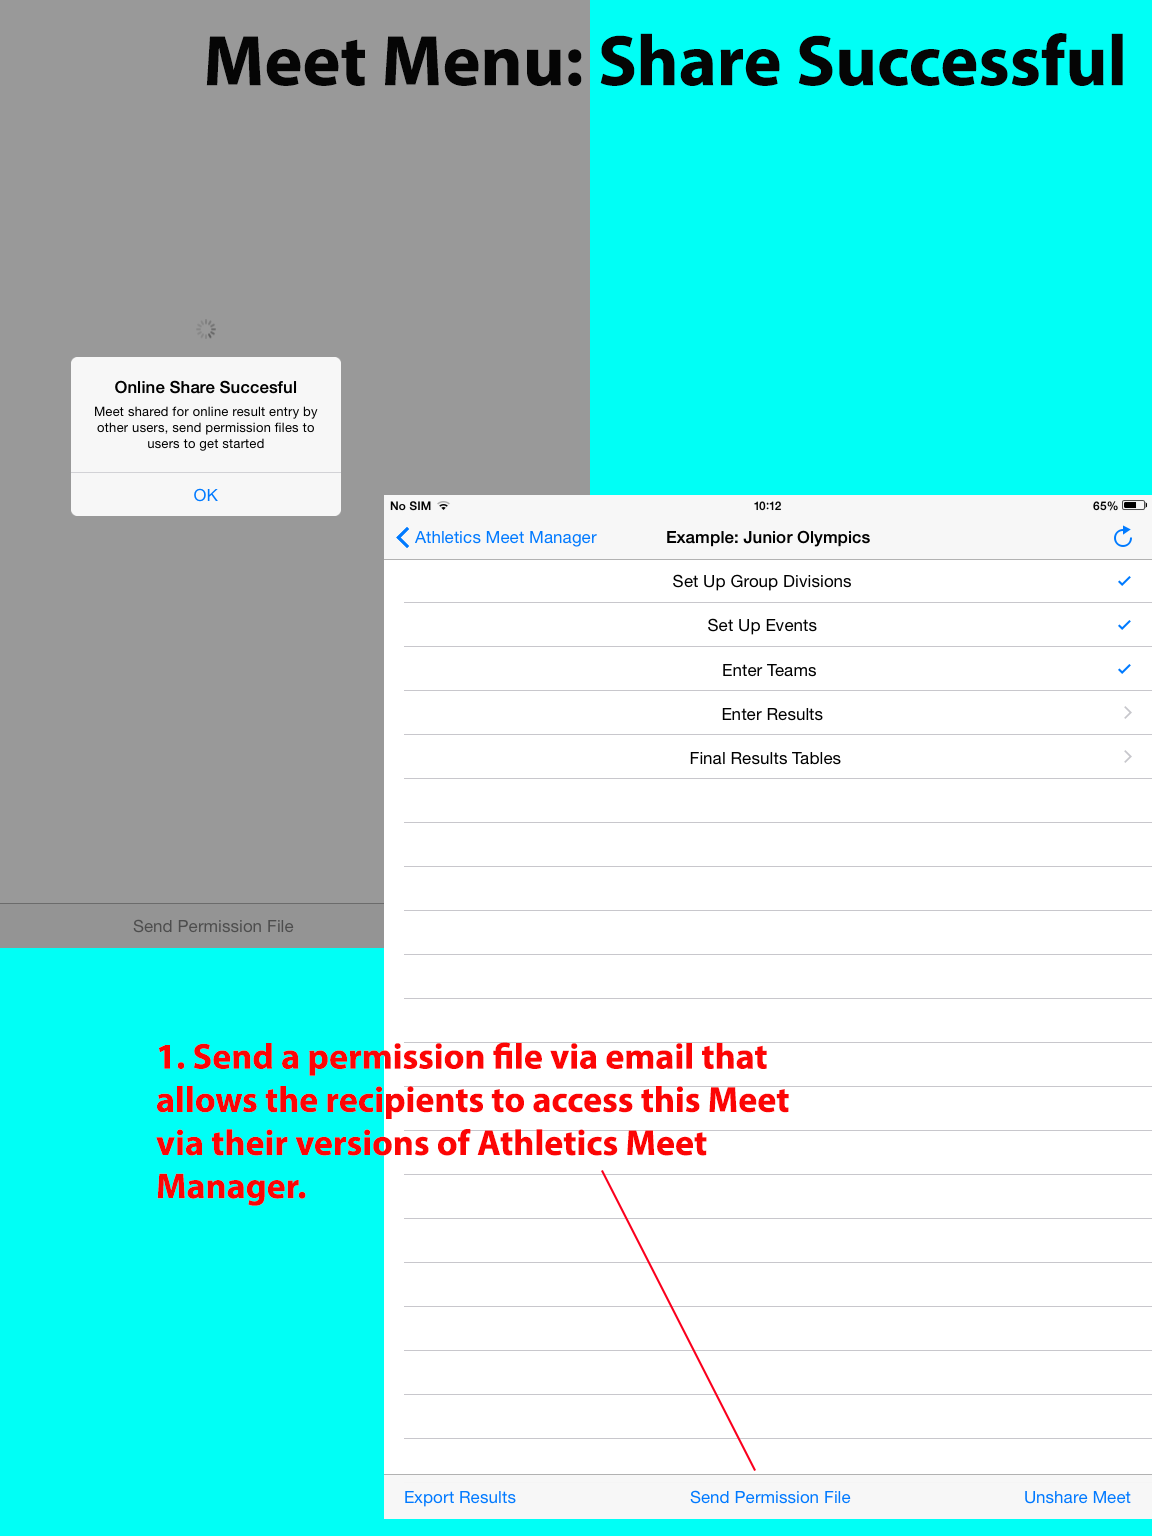 Meet Menu: Share Successful
Online Share Succesful
Meet shared for online result entry by
other users, send permission files to
users to get started
OK
Send Permission File
No SIM 10:12 65%
Athletics Meet Manager Example: Junior Olympics
Set Up Group Divisions
Set Up Events
Enter Teams
Enter Results
Final Results Tables
1. Send a permission file via email that
allows the recipients to access this Meet
via their versions of Athletics Meet
Manager.
Export Results Send Permission File Unshare Meet